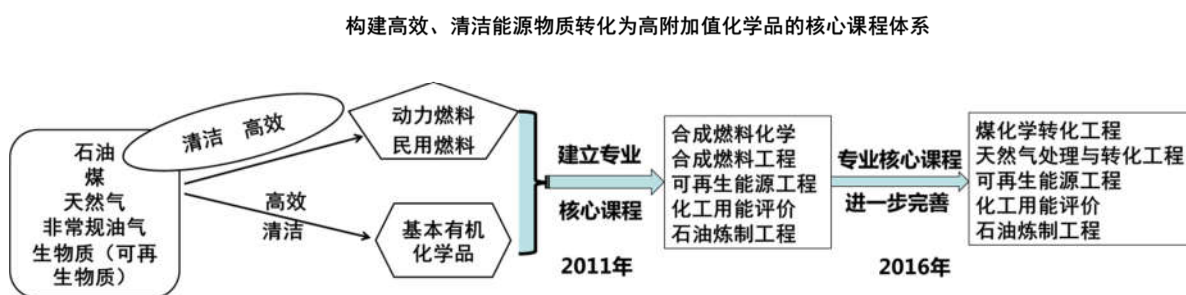 构建高效、清洁能源物质转化为高附加值化学品的核心课程体系
石油
煤
天然气
非常规油气
生物质（可再
生物质）
清洁 高效
高效
清洁
动力燃料
民用燃料
基本有机
化学品
建立专业
核心课程
2011年
合成燃料化学
合成燃料工程
可再生能源工程
化工用能评价
石油炼制工程
专业核心课程
进一步完善
2016年
煤化学转化工程
天然气处理与转化工程
可再生能源工程
化工用能评价
石油炼制工程